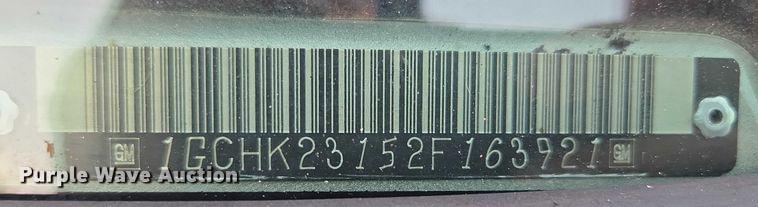 GM 1GCHK23152F163921 GM
Purple Wave Auction